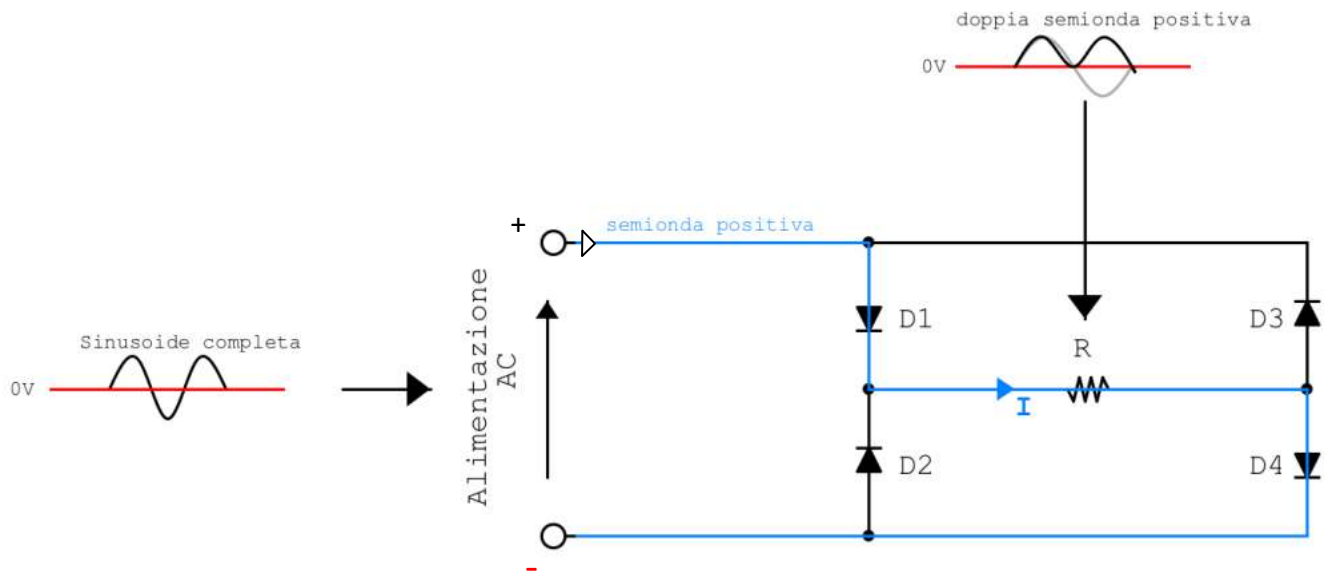 doppia semionda positiva
0V
+
semionda positiva
Sinusoide completa
0V
Alimentazione
AC
D1
D3
R
I
D2
D4
-